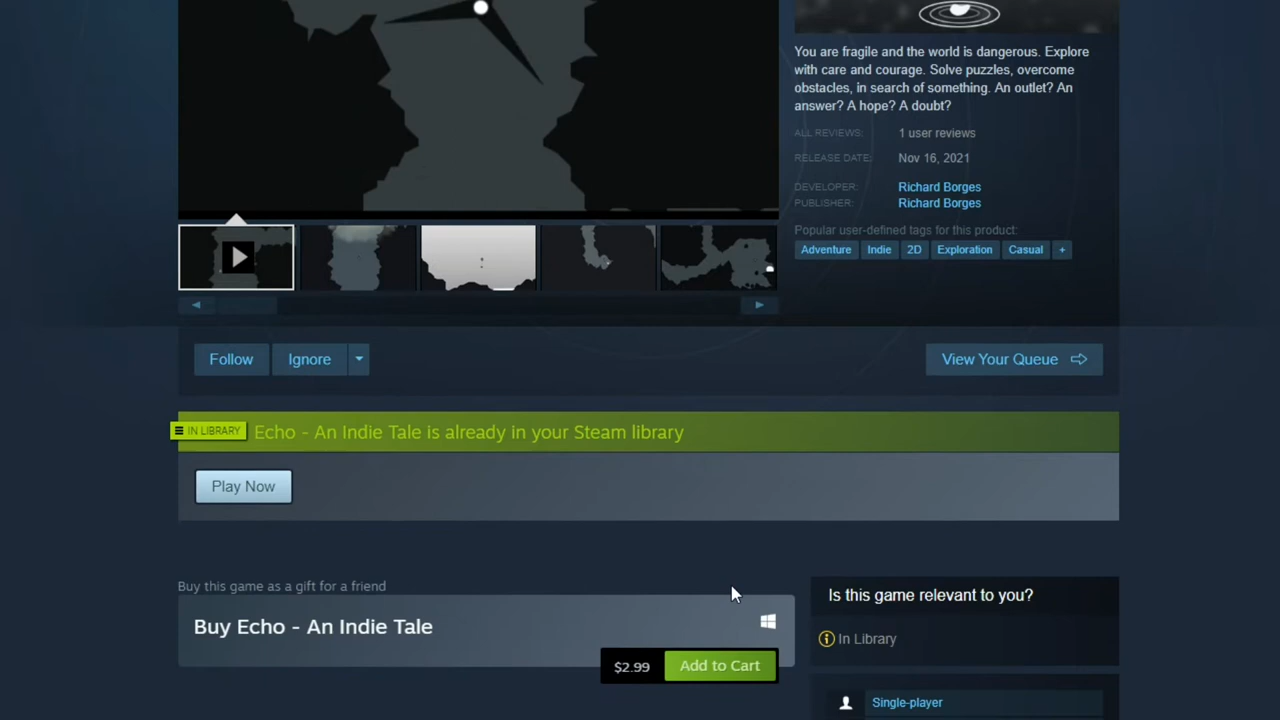 You are fragile and the world is dangerous. Explore
with care and courage. Solve puzzles, overcome
obstacles, in search of something. An outlet? An
answer? A hope? A doubt?
ALL REVIEWS: 1 user reviews
RELEASE DATE: Nov 16, 2021
DEVELOPER: Richard Borges
PUBLISHER: Richard Borges
Popular user-defined tags for this product:
Adventure Indie 2D Exploration Casual +
Follow Ignore View Your Queue
IN LIBRARY Echo - An Indie Tale is already in your Steam library
Play Now
Buy this game as a gift for a friend
Buy Echo - An Indie Tale
$2.99 Add to Cart
Is this game relevant to you?
In Library
Single-player